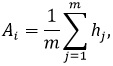 $A_i = \frac{1}{m} \sum_{j=1}^{m} h_j,$